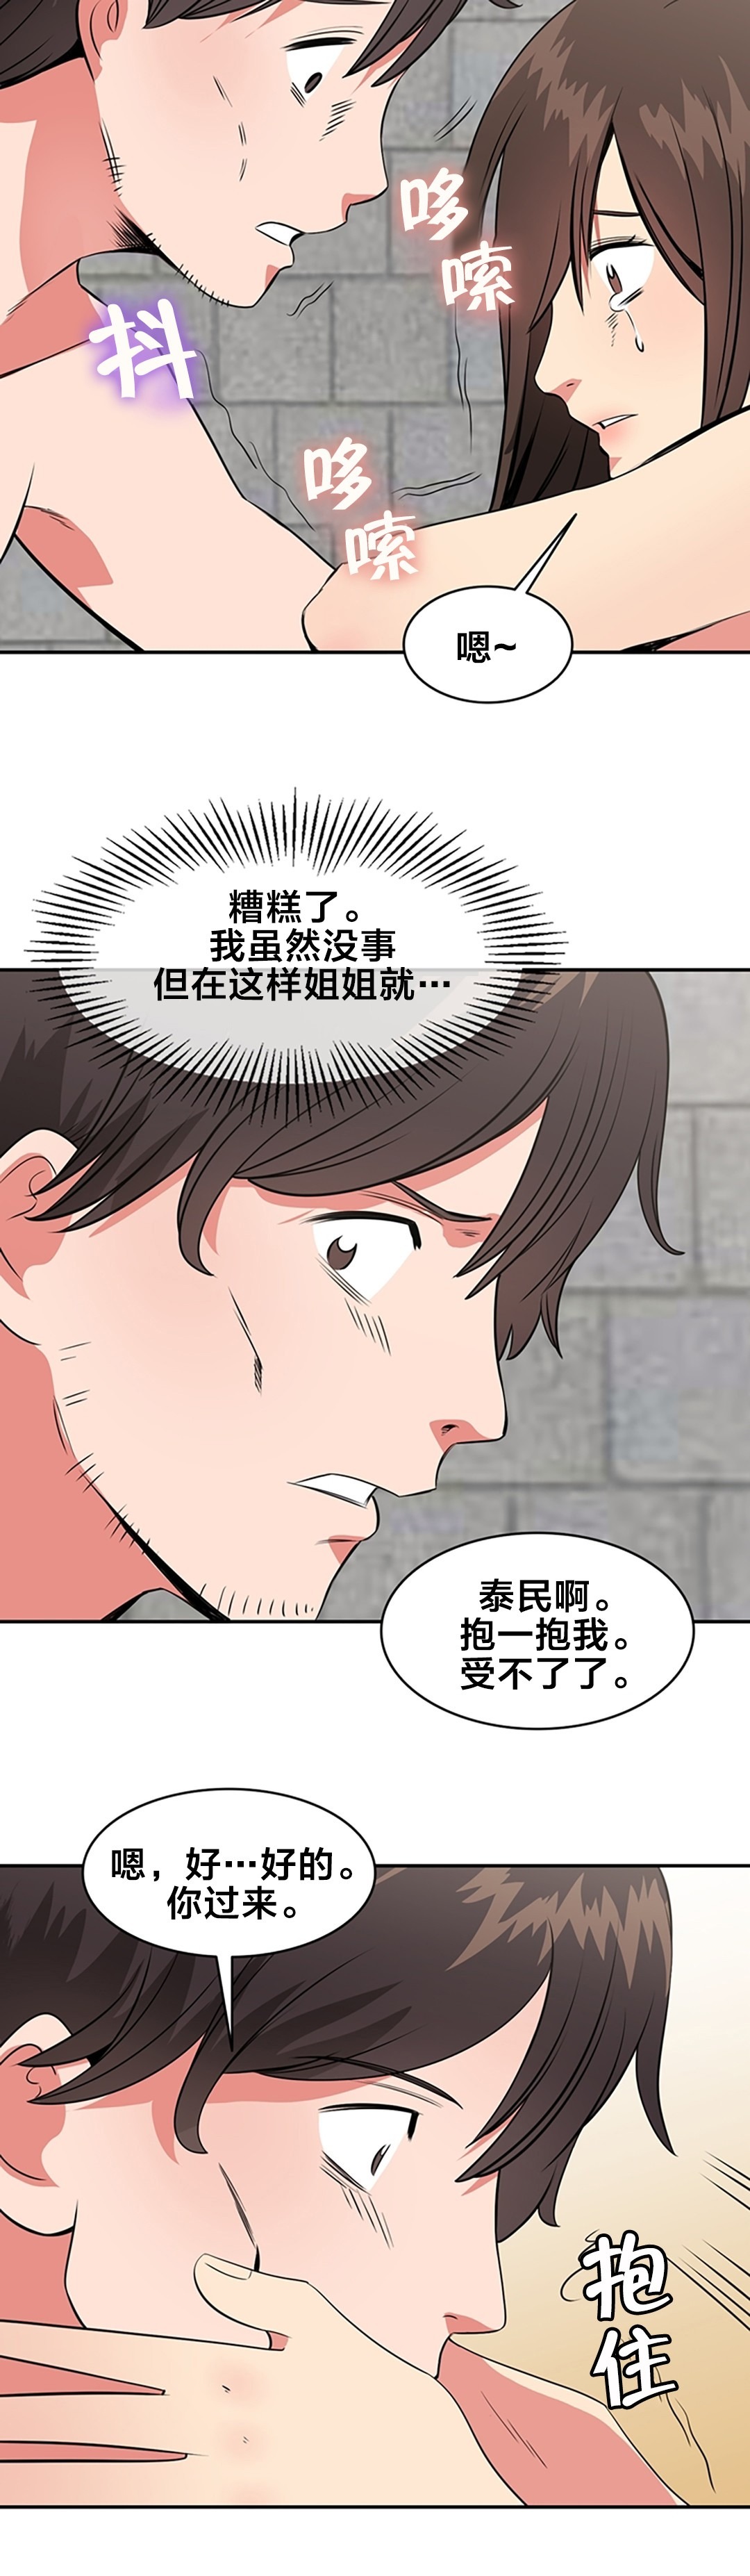 哆
嗦
抖
哆
嗦
嗯~
糟糕了。
我虽然没事
但在这样姐姐就…
泰民啊。
抱一抱我。
受不了了。
嗯，好…好的。
你过来。
抱
住